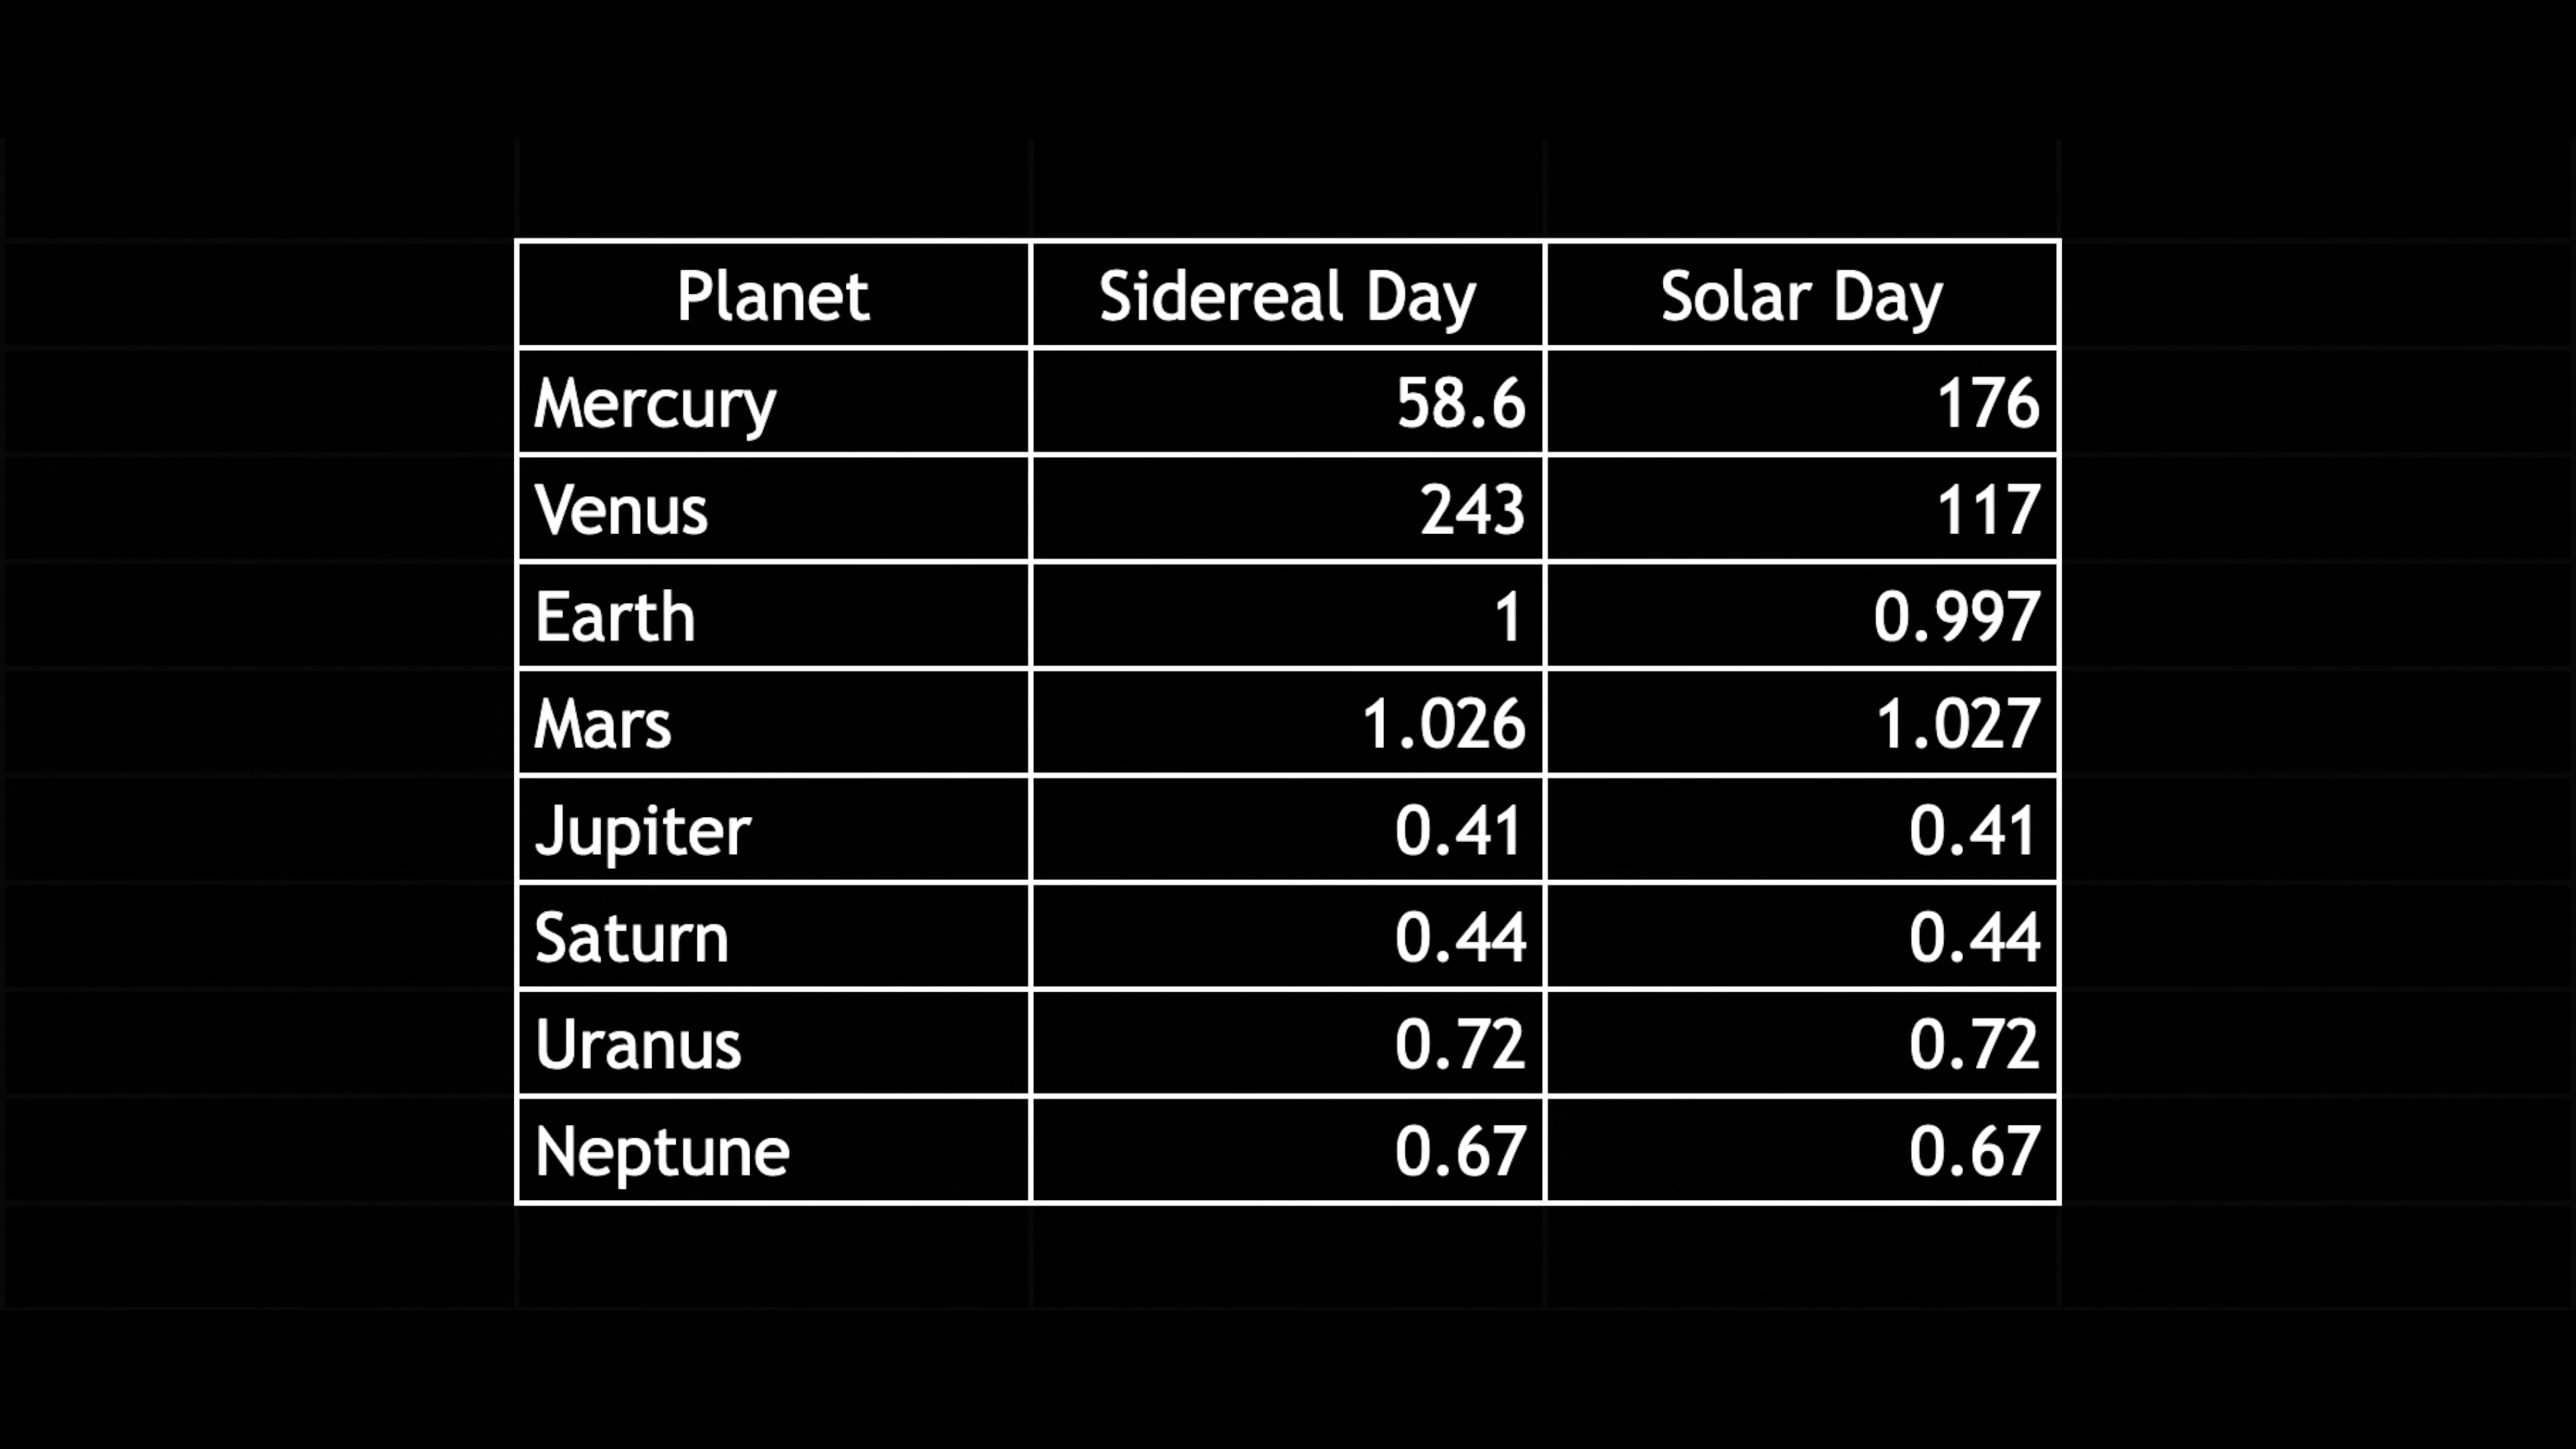 Planet Sidereal Day Solar Day
Mercury 58.6 176
Venus 243 117
Earth 1 0.997
Mars 1.026 1.027
Jupiter 0.41 0.41
Saturn 0.44 0.44
Uranus 0.72 0.72
Neptune 0.67 0.67